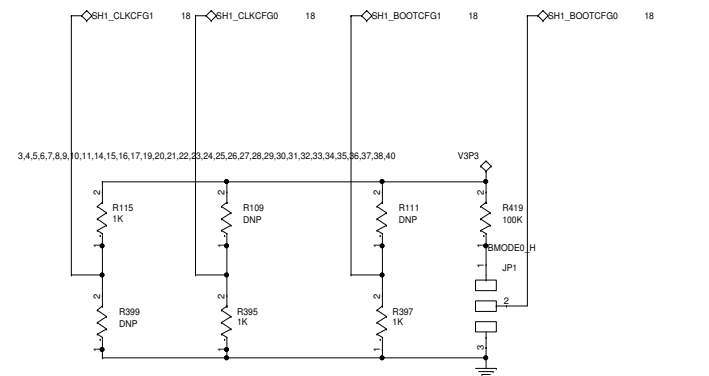 SH1_CLKCFG1 18
SH1_CLKCFG0 18
SH1_BOOTCFG1 18
SH1_BOOTCFG0 18
3,4,5,6,7,8,9,10,11,14,15,16,17,19,20,21,22,23,24,25,26,27,28,29,30,31,32,33,34,35,36,37,38,40
V3P3
2
R115
1K
1
2
R109
DNP
1
2
R111
DNP
1
2
R419
100K
1
BMODE0_H
1
JP1
2
3
2
R399
DNP
1
2
R395
1K
1
2
R397
1K
1